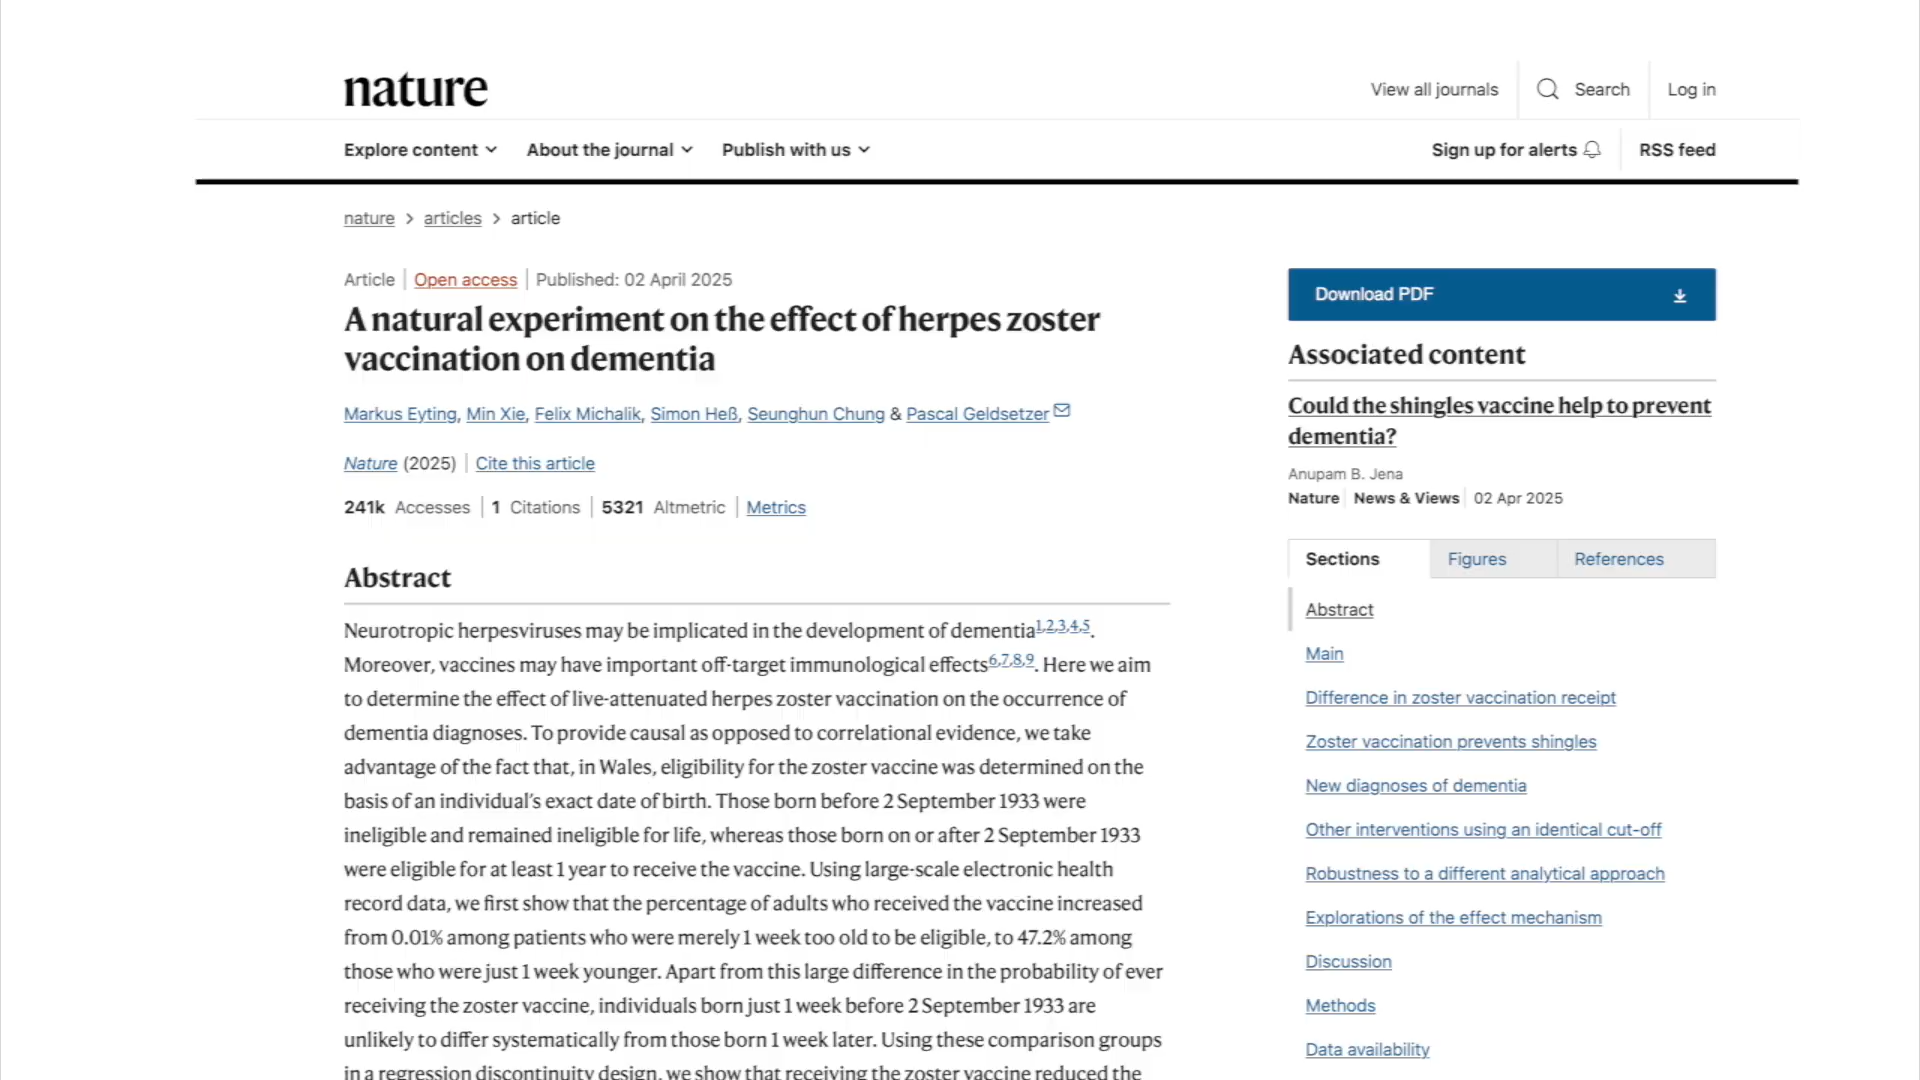 nature
View all journals
Search
Log in
Explore content
About the journal
Publish with us
Sign up for alerts
RSS feed
nature > articles > article
Article | Open access | Published: 02 April 2025
A natural experiment on the effect of herpes zoster
vaccination on dementia
Markus Eyting, Min Xie, Felix Michalik, Simon Heß, Seunghun Chung & Pascal Geldsetzer
Nature (2025) | Cite this article
241k Accesses | 1 Citations | 5321 Altmetric | Metrics
Abstract
Neurotropic herpesviruses may be implicated in the development of dementia1,2,3,4,5.
Moreover, vaccines may have important off-target immunological effects6,7,8,9. Here we aim
to determine the effect of live-attenuated herpes zoster vaccination on the occurrence of
dementia diagnoses. To provide causal as opposed to correlational evidence, we take
advantage of the fact that, in Wales, eligibility for the zoster vaccine was determined on the
basis of an individual's exact date of birth. Those born before 2 September 1933 were
ineligible and remained ineligible for life, whereas those born on or after 2 September 1933
were eligible for at least 1 year to receive the vaccine. Using large-scale electronic health
record data, we first show that the percentage of adults who received the vaccine increased
from 0.01% among patients who were merely 1 week too old to be eligible, to 47.2% among
those who were just 1 week younger. Apart from this large difference in the probability of ever
receiving the zoster vaccine, individuals born just 1 week before 2 September 1933 are
unlikely to differ systematically from those born 1 week later. Using these comparison groups
in a regression discontinuity design, we show that receiving the zoster vaccine reduced the
Download PDF
Associated content
Could the shingles vaccine help to prevent
dementia?
Anupam B. Jena
Nature | News & Views | 02 Apr 2025
Sections
Figures
References
Abstract
Main
Difference in zoster vaccination receipt
Zoster vaccination prevents shingles
New diagnoses of dementia
Other interventions using an identical cut-off
Robustness to a different analytical approach
Explorations of the effect mechanism
Discussion
Methods
Data availability